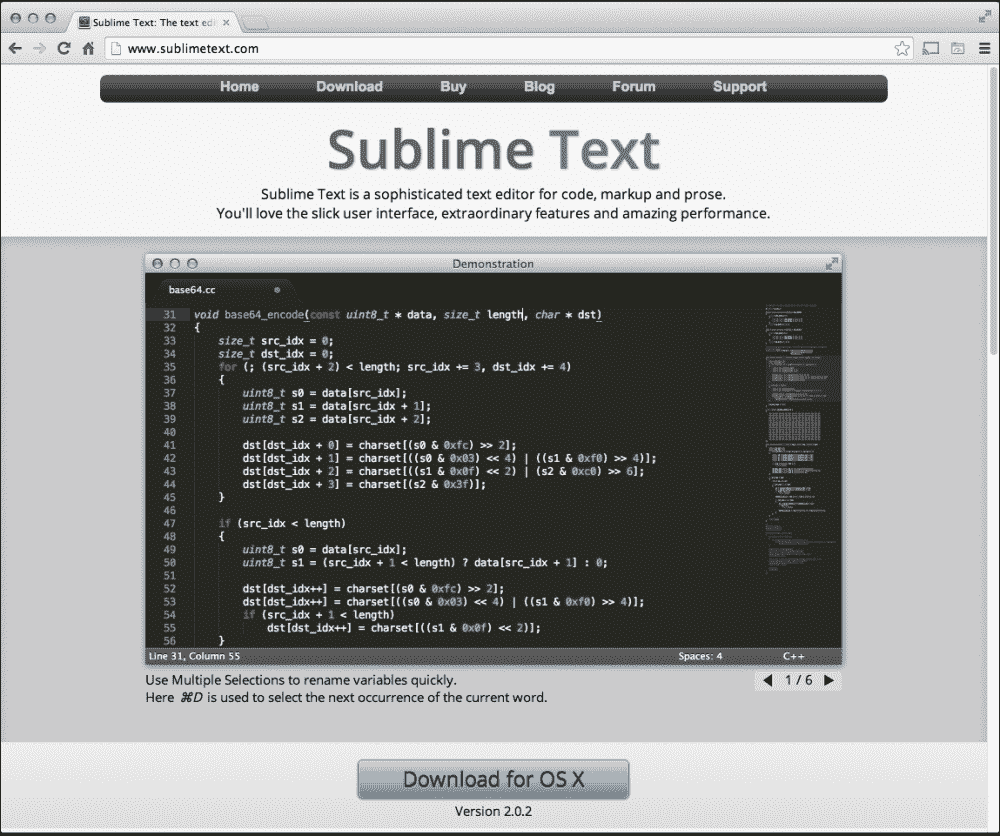 Sublime Text: The text edi
www.sublimetext.com
Home Download Buy Blog Forum Support
Sublime Text
Sublime Text is a sophisticated text editor for code, markup and prose.
You'll love the slick user interface, extraordinary features and amazing performance.
Demonstration
base64.cc
31 void base64_encode(const uint8_t * data, size_t length, char * dst)
32 {
33     size_t src_idx = 0;
34     size_t dst_idx = 0;
35     for (; (src_idx + 2) < length; src_idx += 3, dst_idx += 4)
36     {
37         uint8_t s0 = data[src_idx];
38         uint8_t s1 = data[src_idx + 1];
39         uint8_t s2 = data[src_idx + 2];
40
41         dst[dst_idx + 0] = charset[(s0 & 0xfc) >> 2];
42         dst[dst_idx + 1] = charset[((s0 & 0x03) << 4) | ((s1 & 0xf0) >> 4)];
43         dst[dst_idx + 2] = charset[((s1 & 0x0f) << 2) | (s2 & 0xc0) >> 6];
44         dst[dst_idx + 3] = charset[(s2 & 0x3f)];
45     }
46
47     if (src_idx < length)
48     {
49         uint8_t s0 = data[src_idx];
50         uint8_t s1 = (src_idx + 1 < length) ? data[src_idx + 1] : 0;
51
52         dst[dst_idx++] = charset[(s0 & 0xfc) >> 2];
53         dst[dst_idx++] = charset[((s0 & 0x03) << 4) | ((s1 & 0xf0) >> 4)];
54         if (src_idx + 1 < length)
55             dst[dst_idx++] = charset[((s1 & 0x0f) << 2)];
56     }
Line 31, Column 55 Spaces: 4 C++
Use Multiple Selections to rename variables quickly.
Here ⌘D is used to select the next occurrence of the current word.
◀ 1 / 6 ▶
Download for OS X
Version 2.0.2